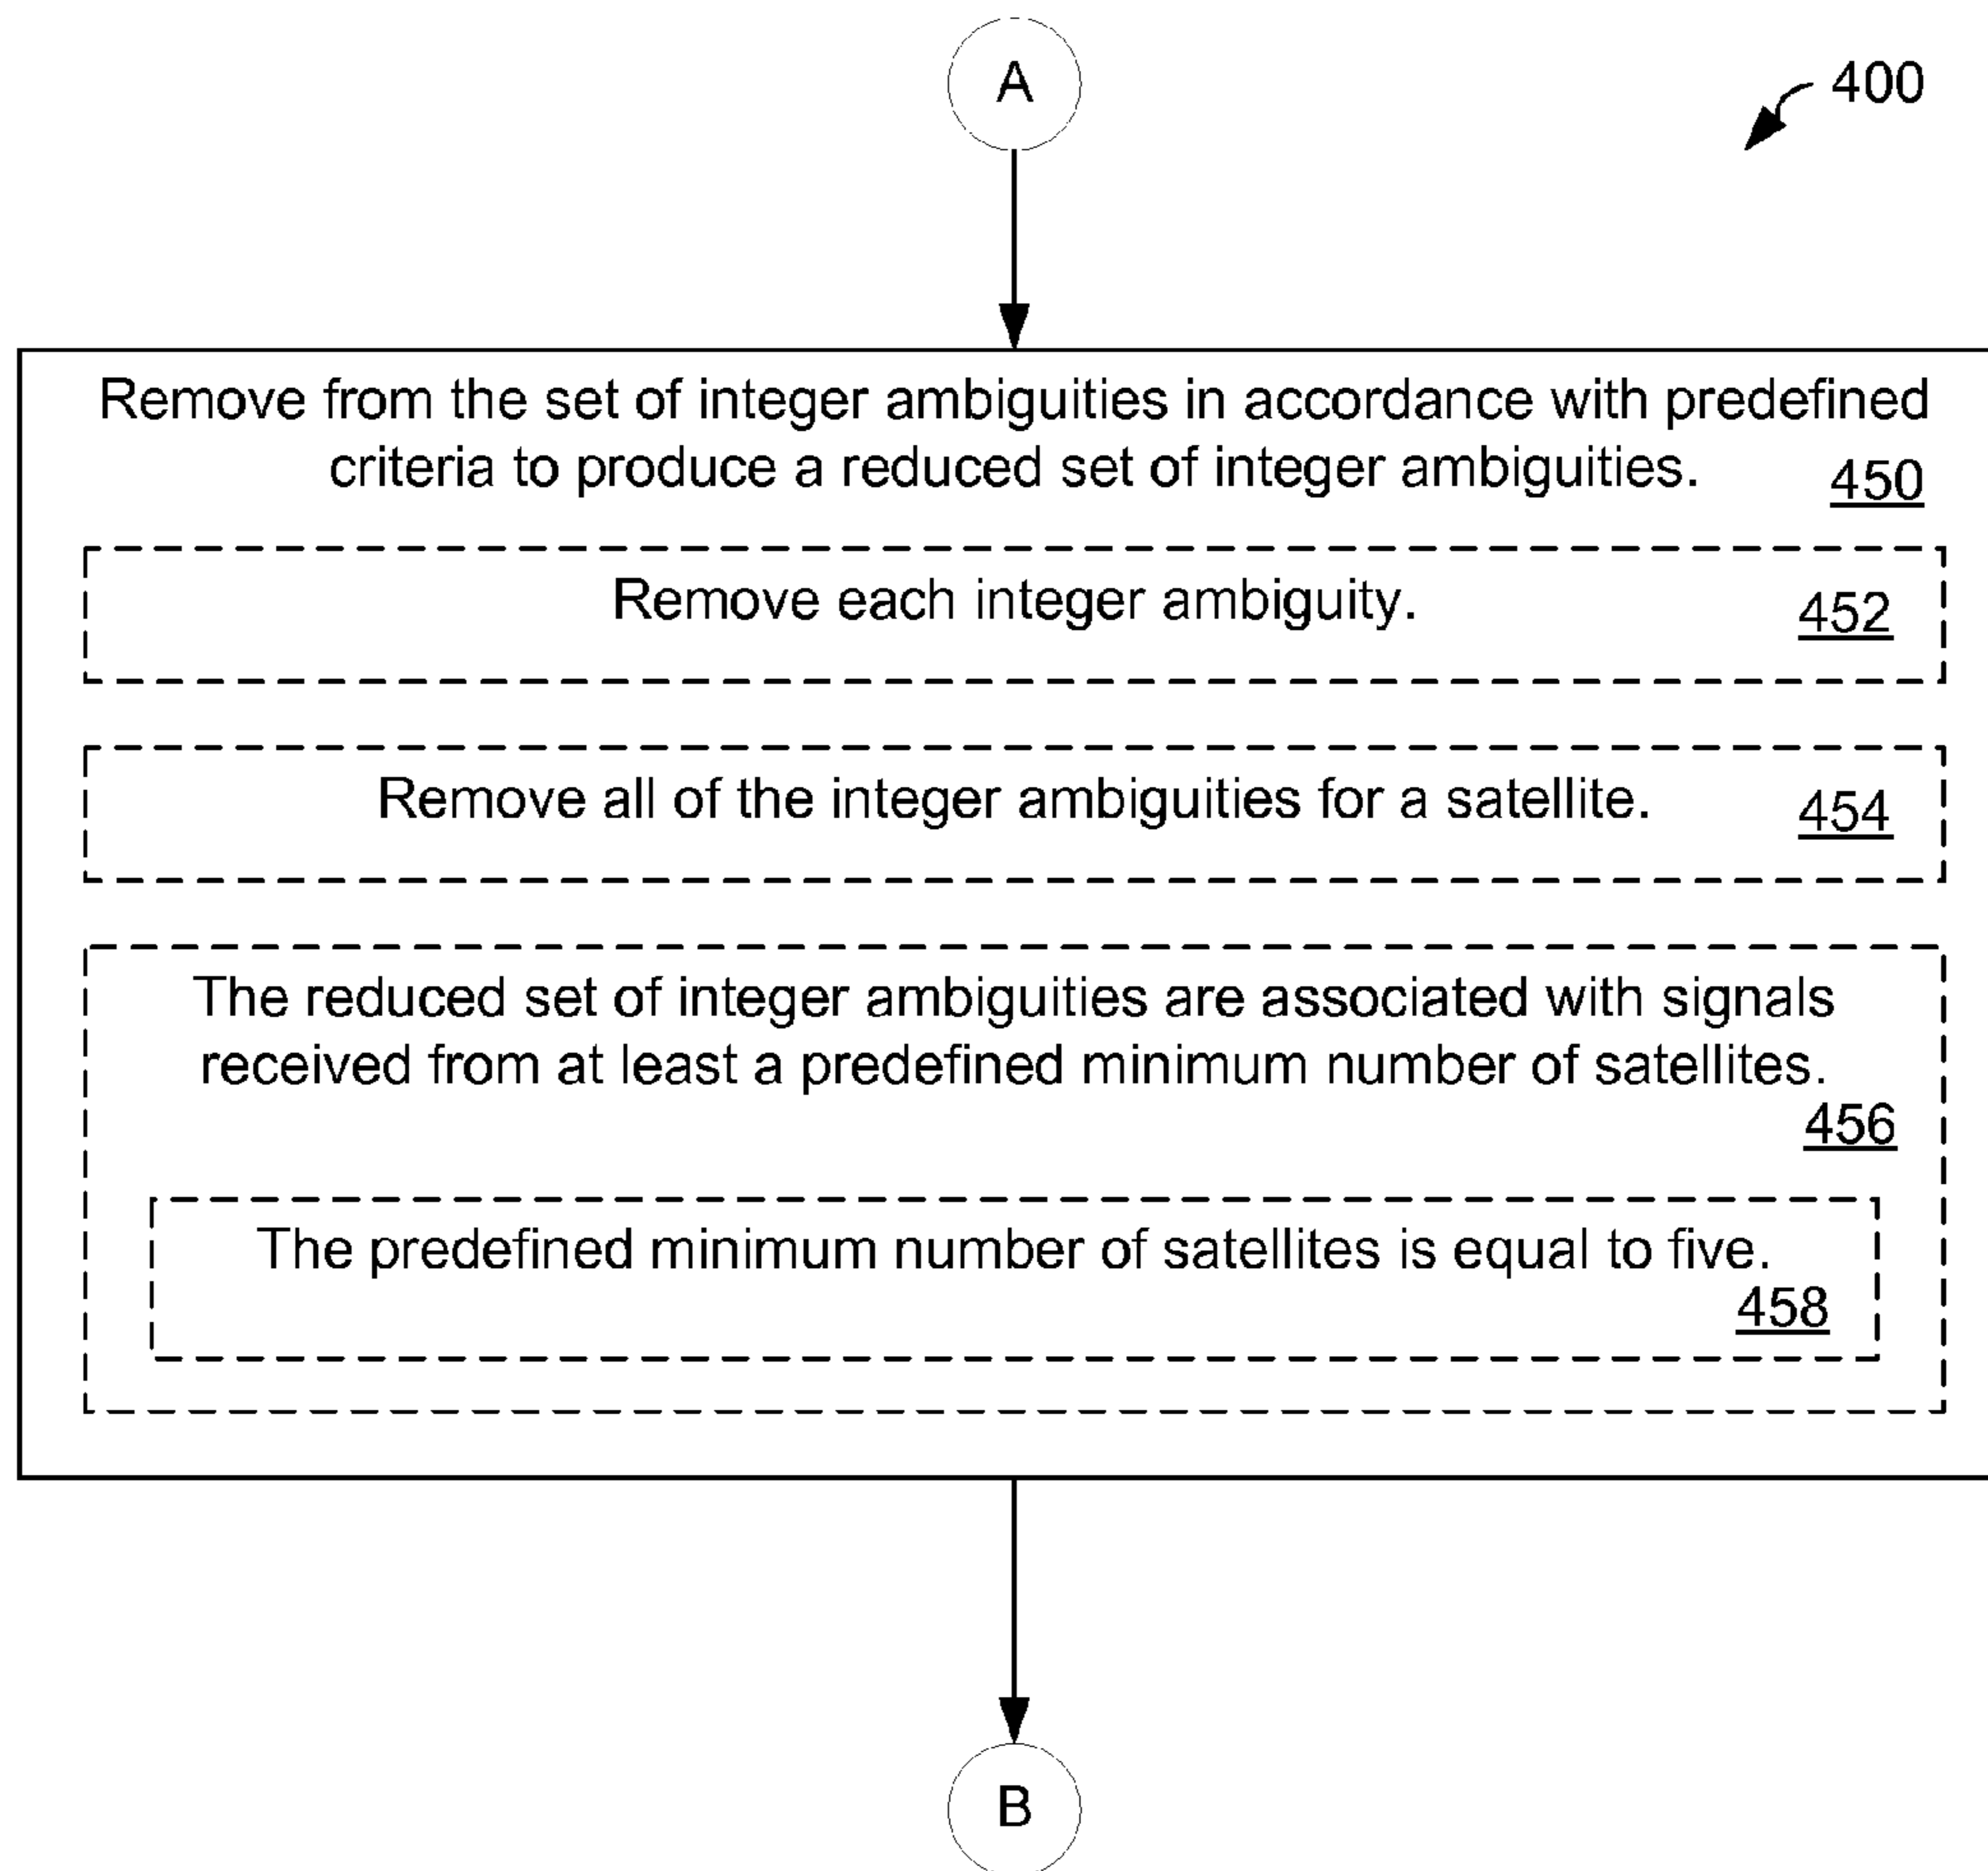 A
400
Remove from the set of integer ambiguities in accordance with predefined
criteria to produce a reduced set of integer ambiguities.
450
Remove each integer ambiguity.
452
Remove all of the integer ambiguities for a satellite.
454
The reduced set of integer ambiguities are associated with signals
received from at least a predefined minimum number of satellites.
456
The predefined minimum number of satellites is equal to five.
458
B